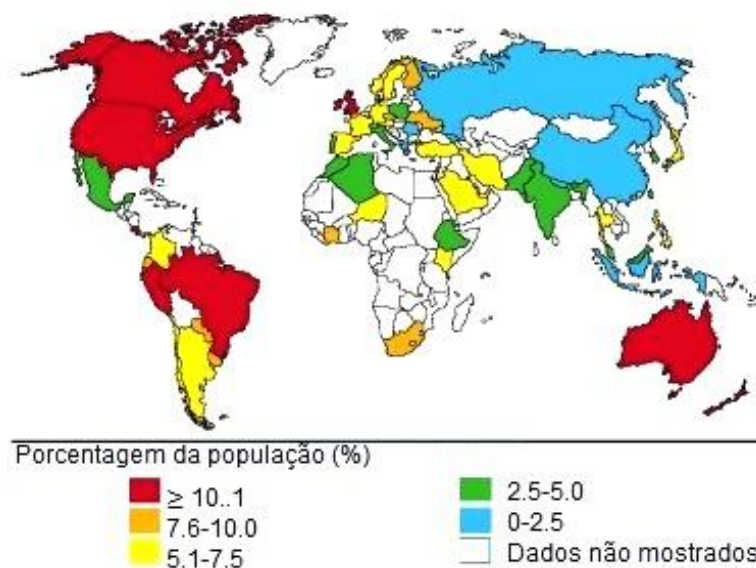 Porcentagem da população (%)
≥ 10..1
7.6-10.0
5.1-7.5
2.5-5.0
0-2.5
Dados não mostrados